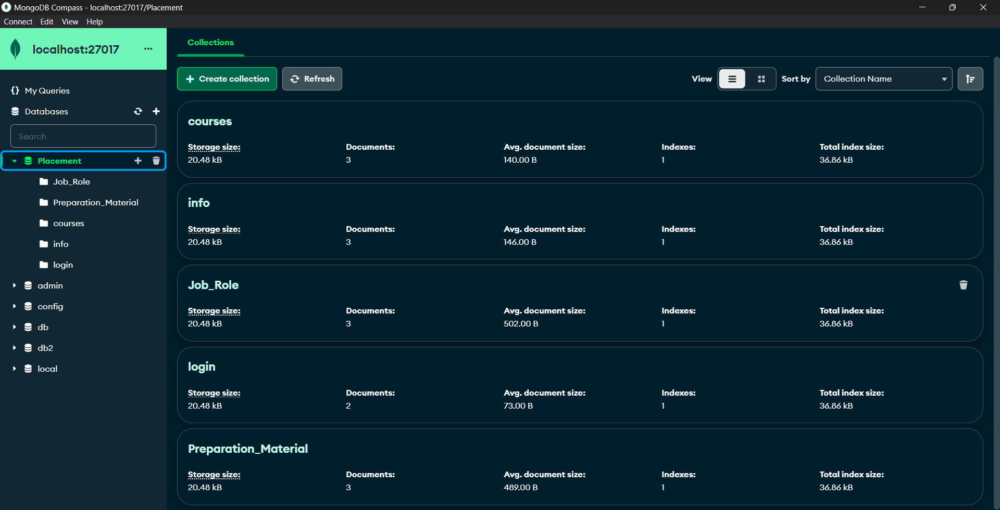 MongoDB Compass - localhost:27017/Placement
Connect Edit View Help
localhost:27017 ...
{} My Queries
Databases
Search
Placement
Job_Role
Preparation_Material
courses
info
login
admin
config
db
db2
local
Collections
Create collection Refresh View Sort by Collection Name
courses
Storage size: Documents: Avg. document size: Indexes: Total index size:
20.48 kB 3 140.00 B 1 36.86 kB
info
Storage size: Documents: Avg. document size: Indexes: Total index size:
20.48 kB 3 146.00 B 1 36.86 kB
Job_Role
Storage size: Documents: Avg. document size: Indexes: Total index size:
20.48 kB 3 502.00 B 1 36.86 kB
login
Storage size: Documents: Avg. document size: Indexes: Total index size:
20.48 kB 2 73.00 B 1 36.86 kB
Preparation_Material
Storage size: Documents: Avg. document size: Indexes: Total index size:
20.48 kB 3 489.00 B 1 36.86 kB